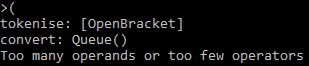 >(
tokenise: [OpenBracket]
convert: Queue()
Too many operands or too few operators